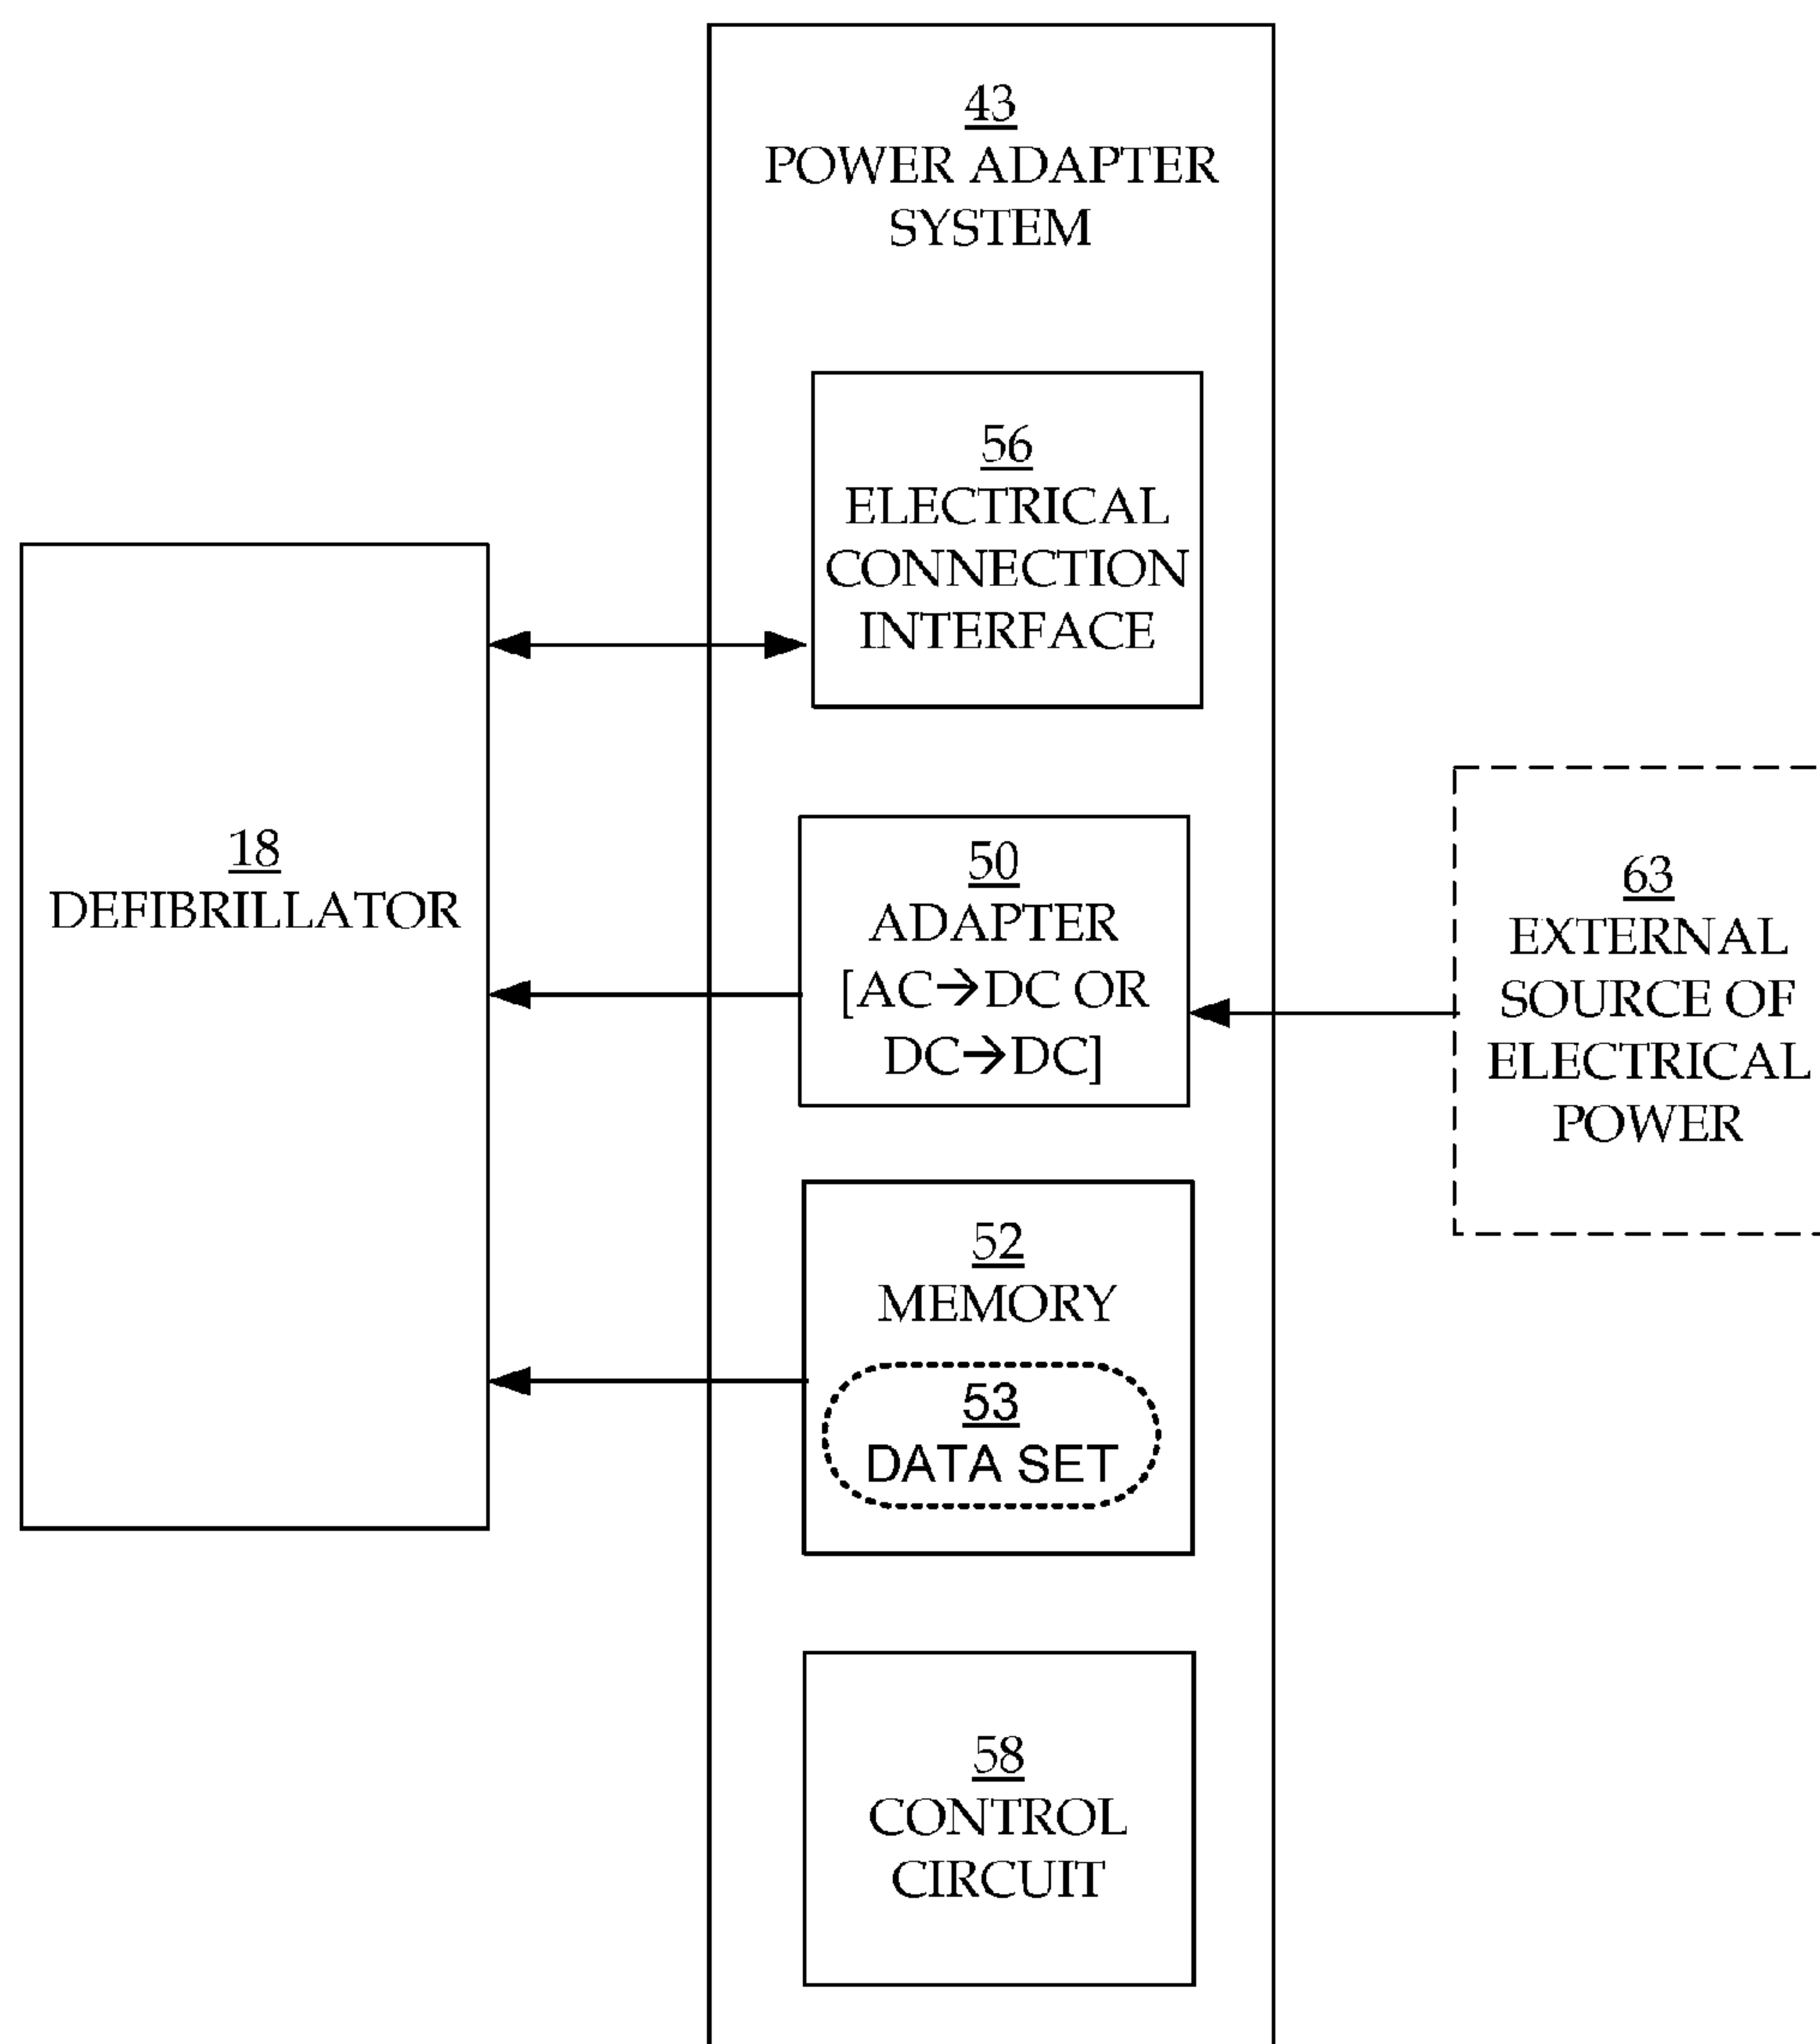 43
POWER ADAPTER
SYSTEM
56
ELECTRICAL
CONNECTION
INTERFACE
18
DEFIBRILLATOR
50
ADAPTER
[AC→DC OR
DC→DC]
63
EXTERNAL
SOURCE OF
ELECTRICAL
POWER
52
MEMORY
53
DATA SET
58
CONTROL
CIRCUIT